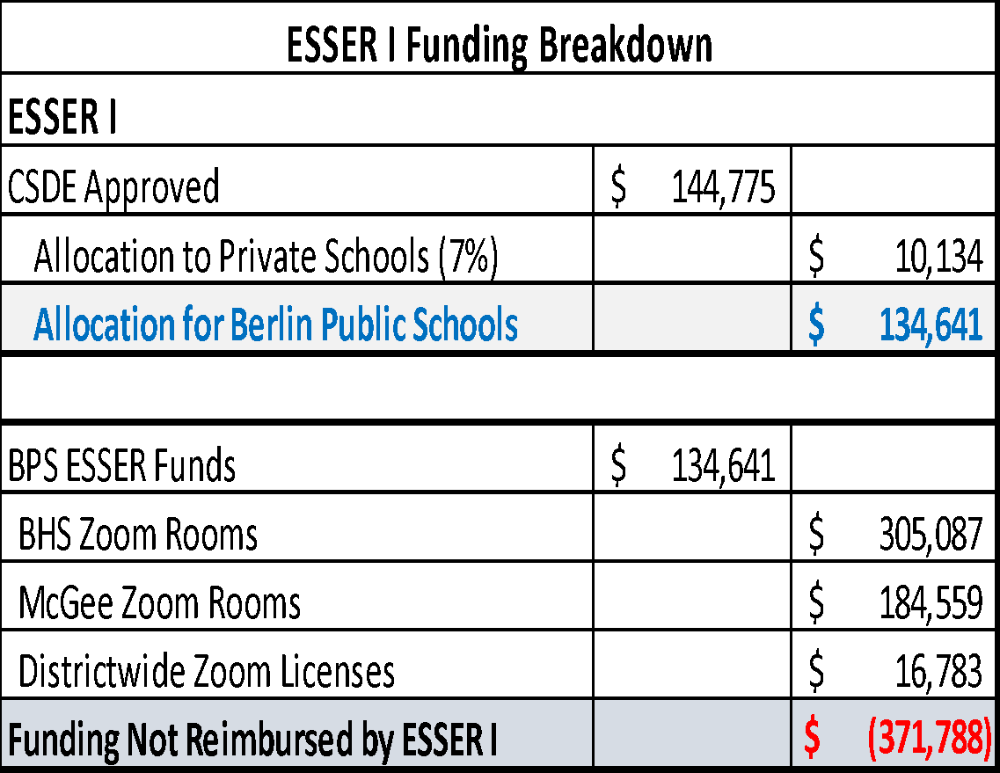 ESSER I Funding Breakdown
ESSER I
CSDE Approved $ 144,775
Allocation to Private Schools (7%) $ 10,134
Allocation for Berlin Public Schools $ 134,641
BPS ESSER Funds $ 134,641
BHS Zoom Rooms $ 305,087
McGee Zoom Rooms $ 184,559
Districtwide Zoom Licenses $ 16,783
Funding Not Reimbursed by ESSER I $ (371,788)